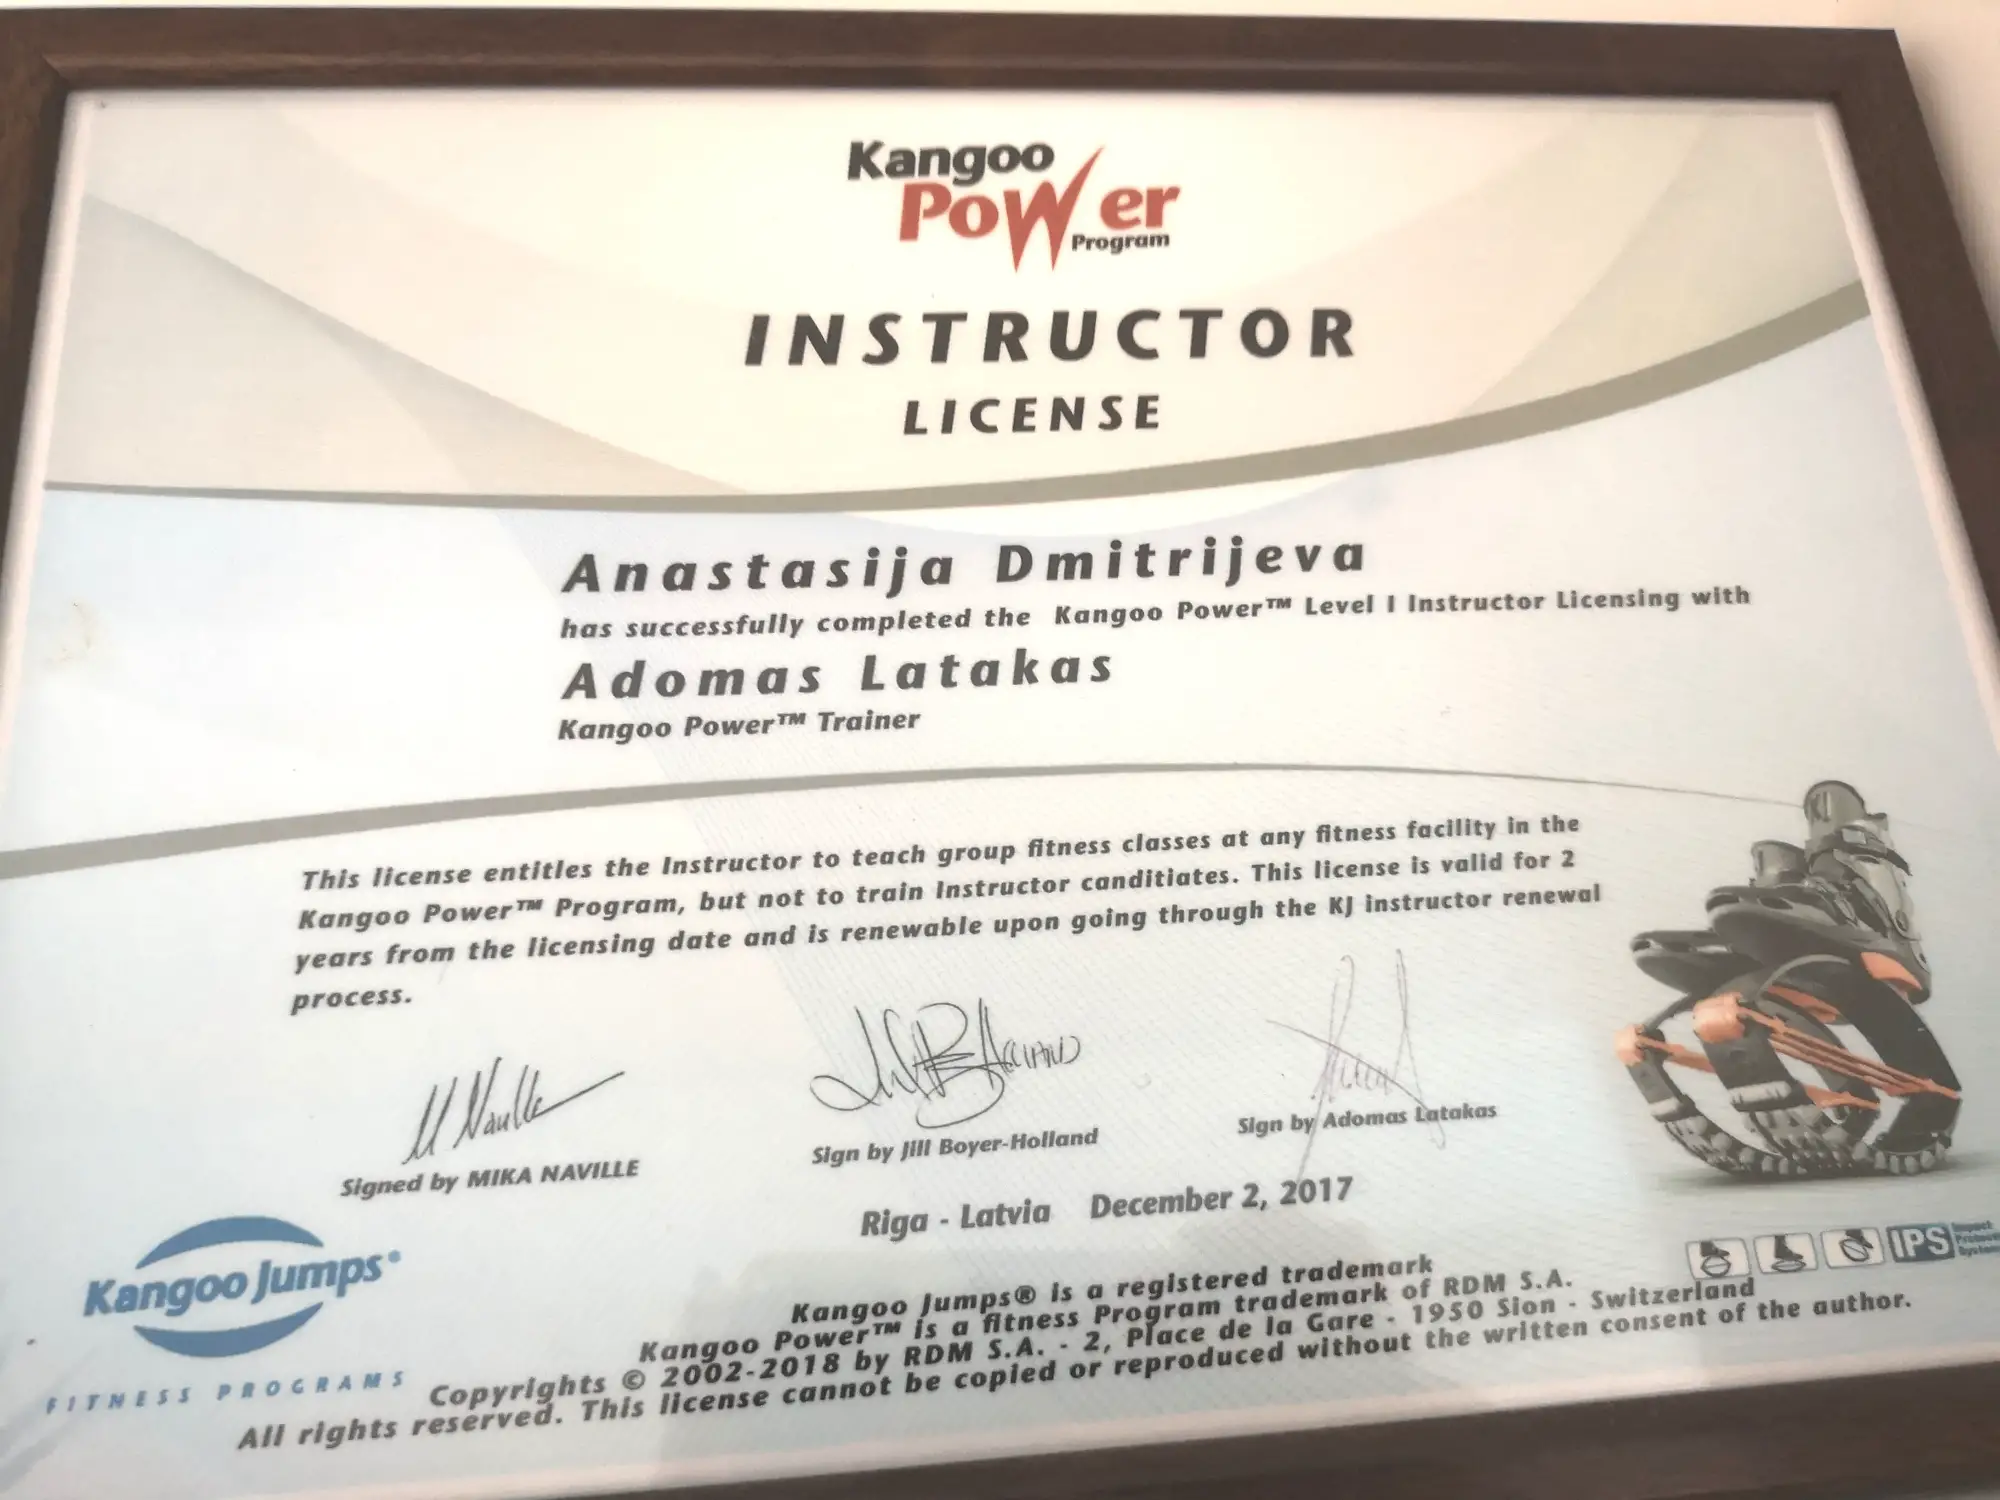 Kangoo
Power
Program
INSTRUCTOR
LICENSE
Anastasija Dmitrijeva
has successfully completed the Kangoo Power™ Level I Instructor Licensing with
Adomas Latakas
Kangoo Power™ Trainer
This license entitles the Instructor to teach group fitness classes at any fitness facility in the
Kangoo Power™ Program, but not to train Instructor canditiates. This license is valid for 2
years from the licensing date and is renewable upon going through the KJ instructor renewal
process.
Signed by MIKA NAVILLE
Sign by Jill Boyer-Holland
Sign by Adomas Latakas
Riga - Latvia December 2, 2017
Kangoo Jumps®
FITNESS PROGRAMS
IPS
Impact
Protection
System
Kangoo Jumps® is a registered trademark
Kangoo Power™ is a fitness Program trademark of RDM S.A.
Copyrights © 2002-2018 by RDM S.A. - 2, Place de la Gare - 1950 Sion - Switzerland
All rights reserved. This license cannot be copied or reproduced without the written consent of the author.